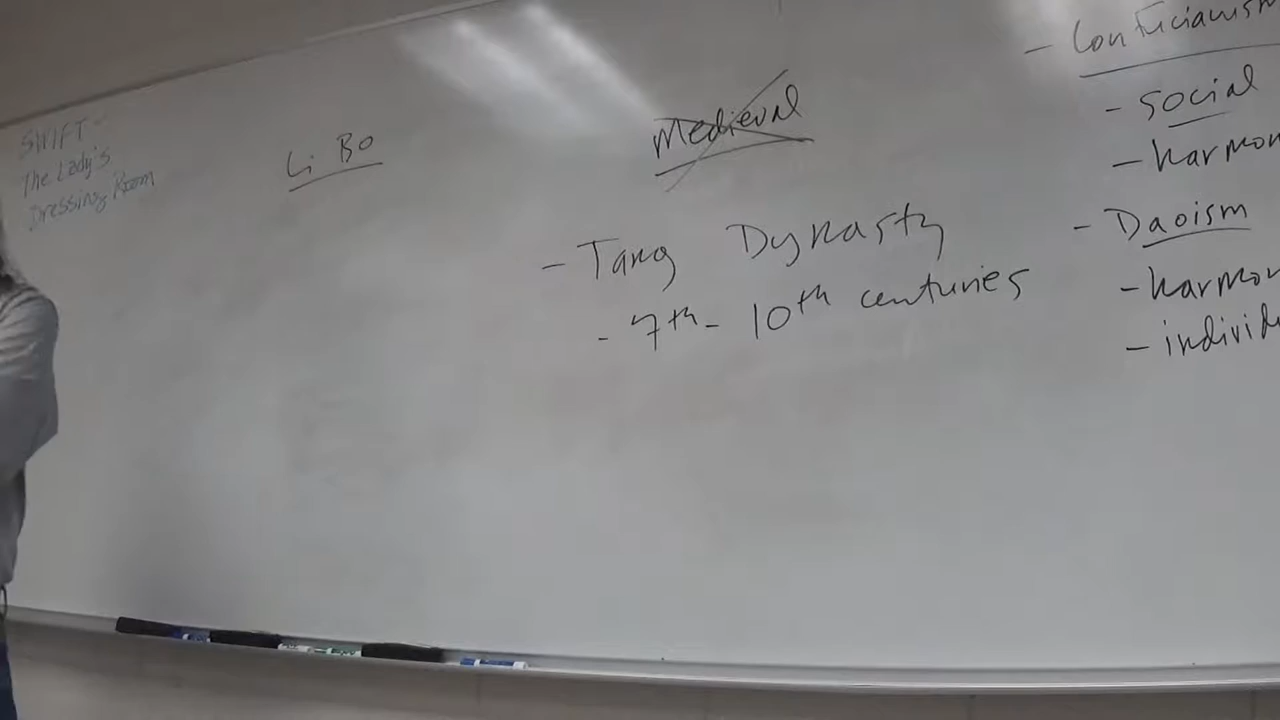 SWIFT -
The Lady's
Dressing Room
Li Bo
Medieval
- Tang Dynasty
- 7th - 10th centuries
- Confucianism
- social
- harmon
- Daoism
- harmon
- individ